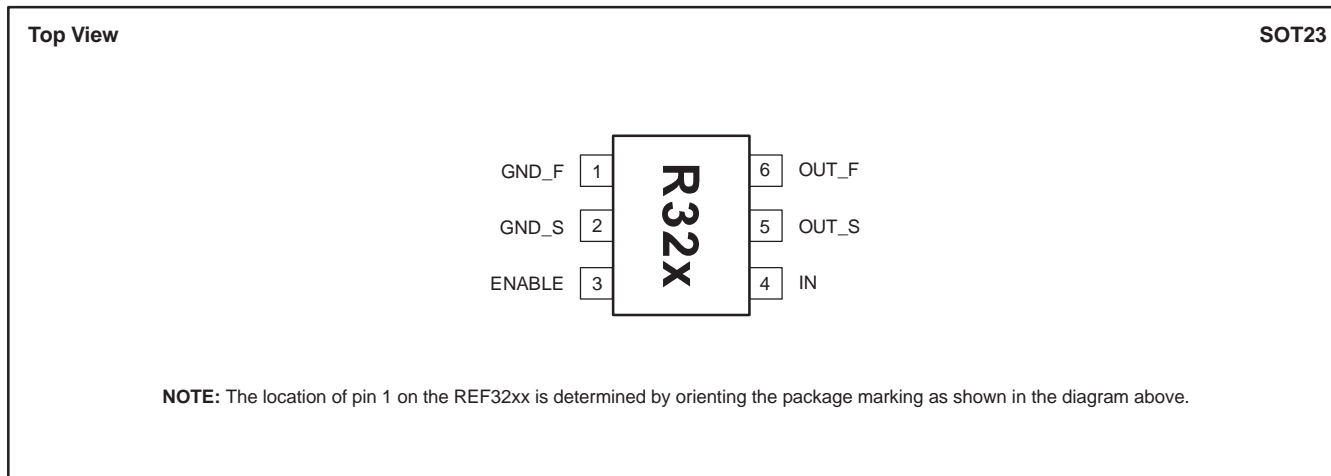 Top View
SOT23
GND_F 1
6 OUT_F
GND_S 2
5 OUT_S
ENABLE 3
4 IN
R32x
NOTE: The location of pin 1 on the REF32xx is determined by orienting the package marking as shown in the diagram above.